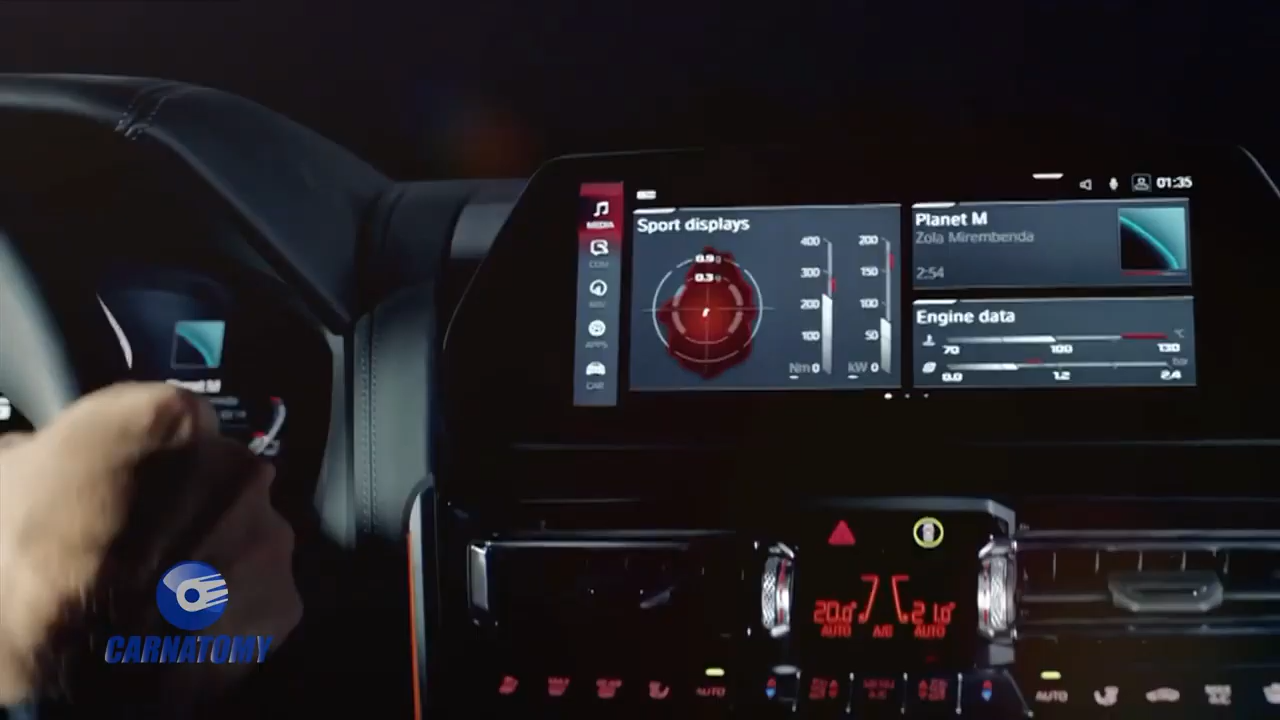 01:35
MEDIA
COM
NAV
APPS
CAR
Sport displays
0.9 g
0.3 g
400
300
200
100
Nm 0
200
150
100
50
kW 0
Planet M
Zola Mirembenda
2:54
Engine data
°C
70 100 130
bar
0.0 1.2 2.4
20.0° 21.0°
AUTO A/C AUTO
AUTO
AUTO
CARNATOMY